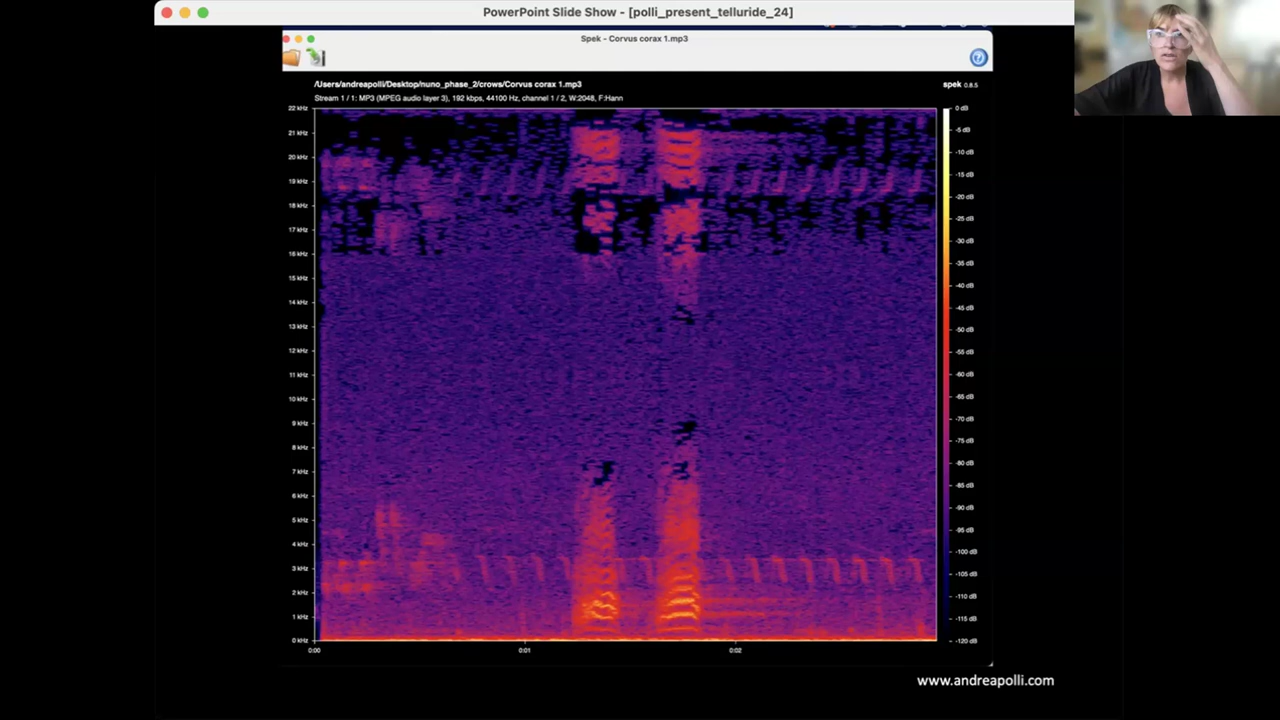 PowerPoint Slide Show - [polli_present_telluride_24]
Spek - Corvus corax 1.mp3
/Users/andreapolli/Desktop/nuno_phase_2/crows/Corvus corax 1.mp3
spek 0.8.5
Stream 1 / 1: MP3 (MPEG audio layer 3), 192 kbps, 44100 Hz, channel 1 / 2, W:2048, F:Hann
22 kHz
21 kHz
20 kHz
19 kHz
18 kHz
17 kHz
16 kHz
15 kHz
14 kHz
13 kHz
12 kHz
11 kHz
10 kHz
9 kHz
8 kHz
7 kHz
6 kHz
5 kHz
4 kHz
3 kHz
2 kHz
1 kHz
0 kHz
0 dB
-5 dB
-10 dB
-15 dB
-20 dB
-25 dB
-30 dB
-35 dB
-40 dB
-45 dB
-50 dB
-55 dB
-60 dB
-65 dB
-70 dB
-75 dB
-80 dB
-85 dB
-90 dB
-95 dB
-100 dB
-105 dB
-110 dB
-115 dB
-120 dB
0:00
0:01
0:02
www.andreapolli.com